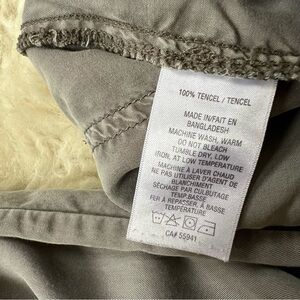 100% TENCEL / TENCEL
MADE IN/FAIT EN
BANGLADESH
MACHINE WASH, WARM
DO NOT BLEACH
TUMBLE DRY, LOW
IRON, AT LOW TEMPERATURE
MACHINE À LAVER CHAUD
NE PAS UTILISER D'AGENT DE
BLANCHIMENT
SÉCHAGE PAR CULBUTAGE
TEMP.BASSE
FER À REPASSER, À BASSE
TEMPÉRATURE
CA# 55941